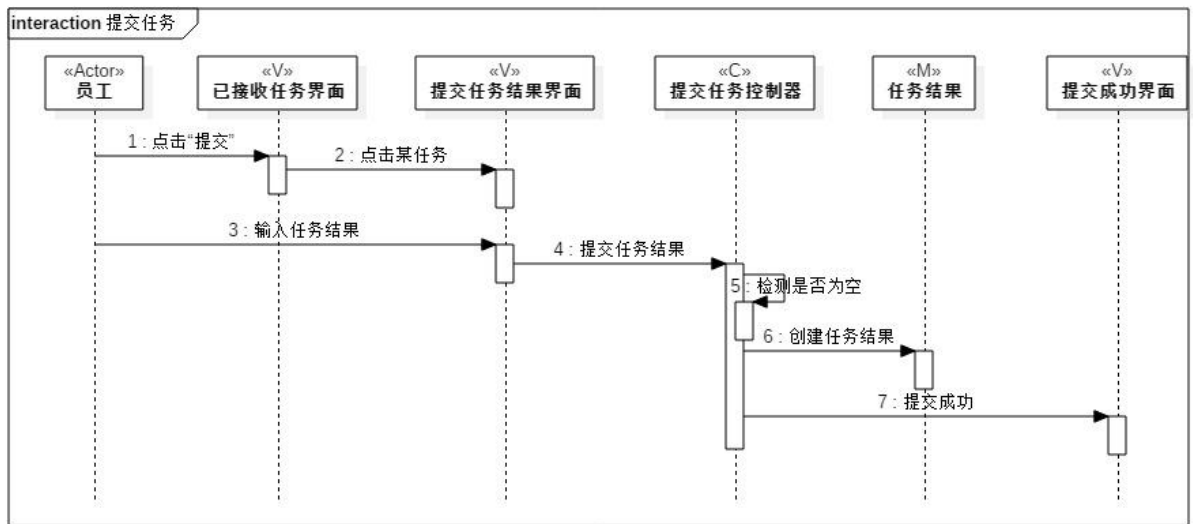 interaction 提交任务
«Actor»
员工
«V»
已接收任务界面
«V»
提交任务结果界面
«C»
提交任务控制器
«M»
任务结果
«V»
提交成功界面
1 : 点击“提交”
2 : 点击某任务
3 : 输入任务结果
4 : 提交任务结果
5 : 检测是否为空
6 : 创建任务结果
7 : 提交成功